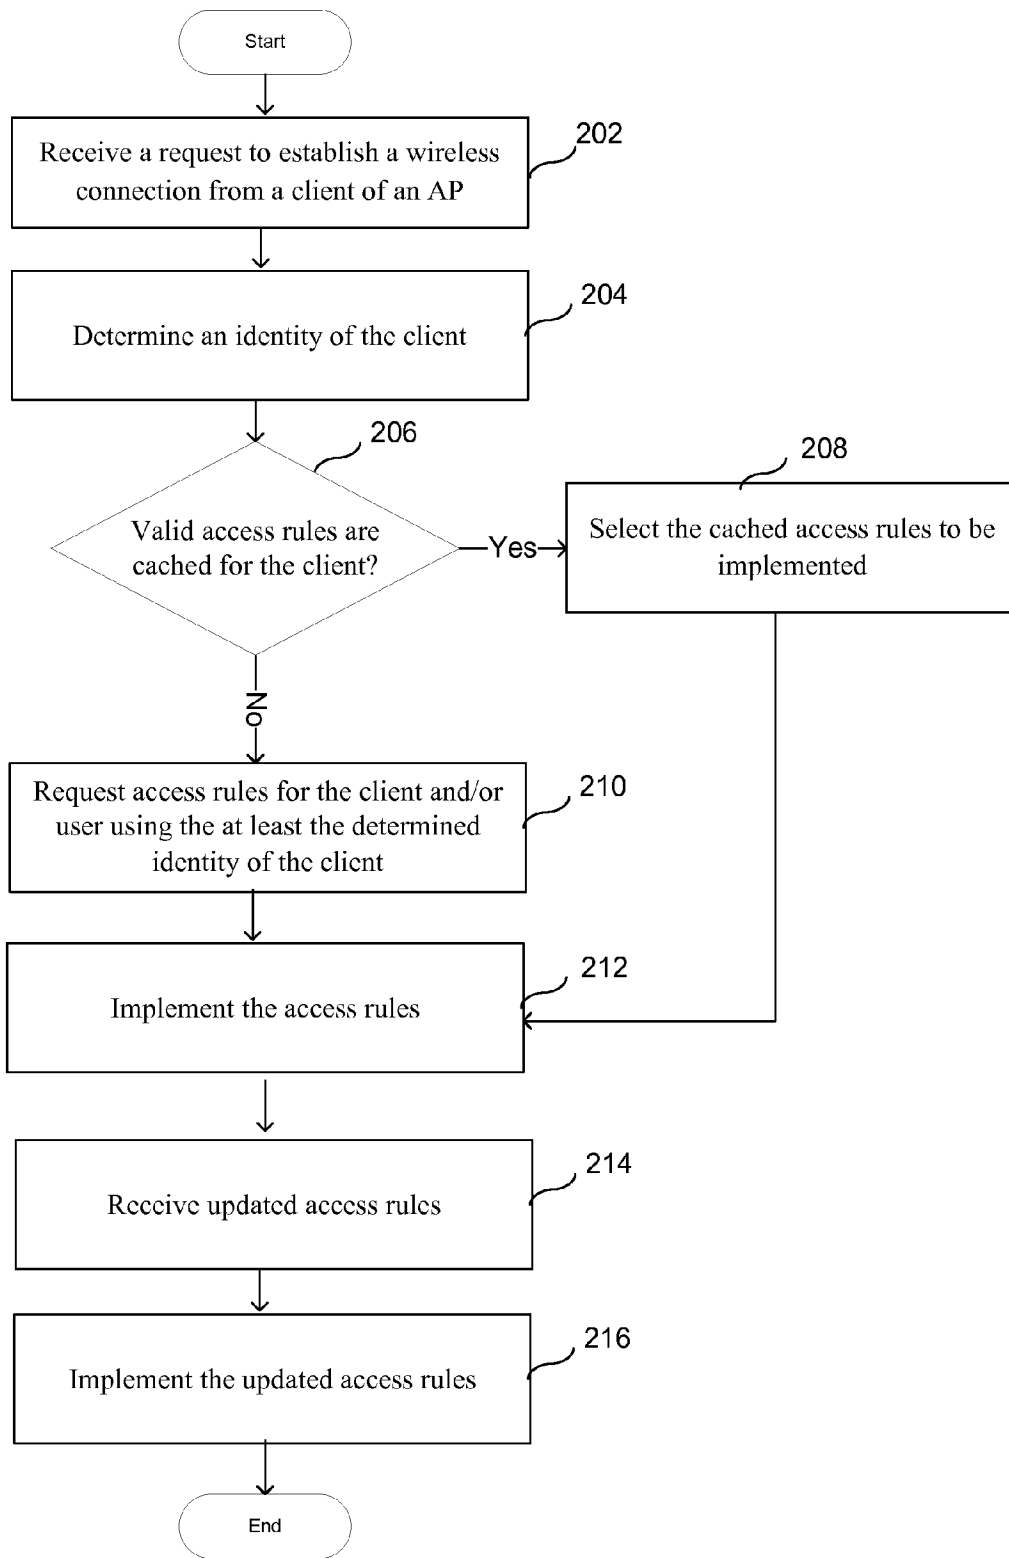 Start
Receive a request to establish a wireless
connection from a client of an AP
202
Determine an identity of the client
204
Valid access rules are
cached for the client?
206
Yes
Select the cached access rules to be
implemented
208
No
Request access rules for the client and/or
user using the at least the determined
identity of the client
210
Implement the access rules
212
Receive updated access rules
214
Implement the updated access rules
216
End